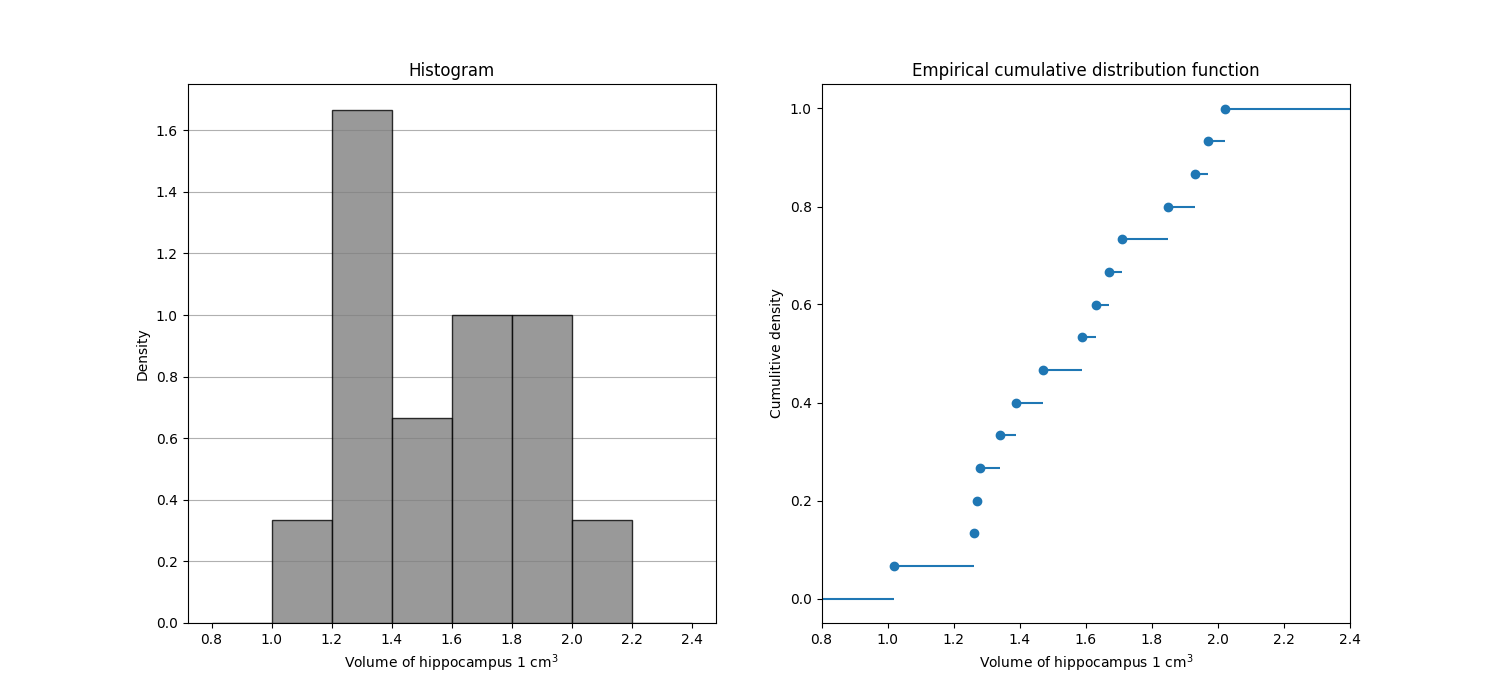 Histogram
1.6
1.4
1.2
1.0
0.8
0.6
0.4
0.2
0.0
Density
0.8 1.0 1.2 1.4 1.6 1.8 2.0 2.2 2.4
Volume of hippocampus 1 cm³
Empirical cumulative distribution function
1.0
0.8
0.6
0.4
0.2
0.0
Cumulitive density
0.8 1.0 1.2 1.4 1.6 1.8 2.0 2.2 2.4
Volume of hippocampus 1 cm³